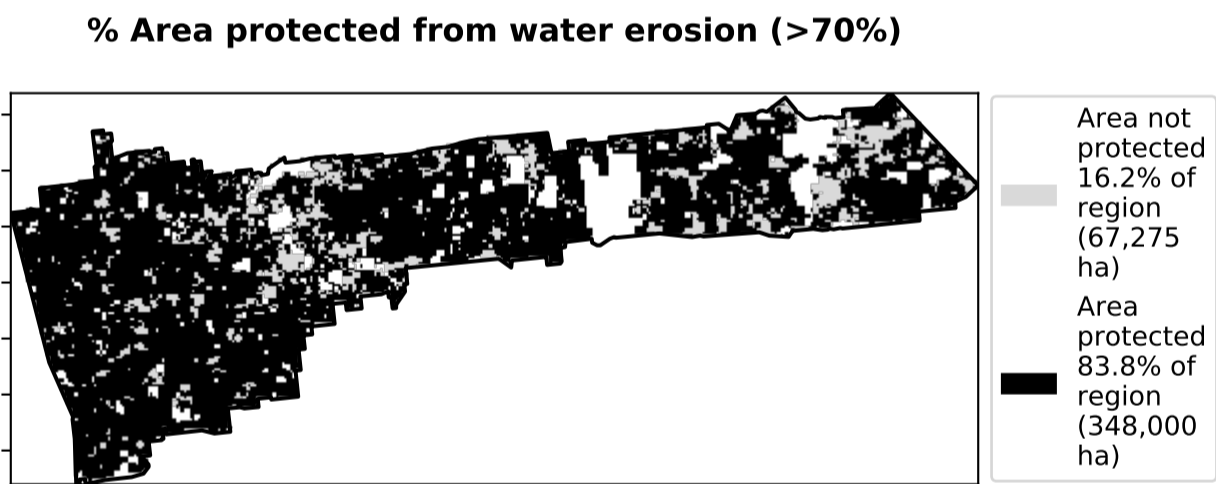 % Area protected from water erosion (>70%)
Area not
protected
16.2% of
region
(67,275
ha)
Area
protected
83.8% of
region
(348,000
ha)